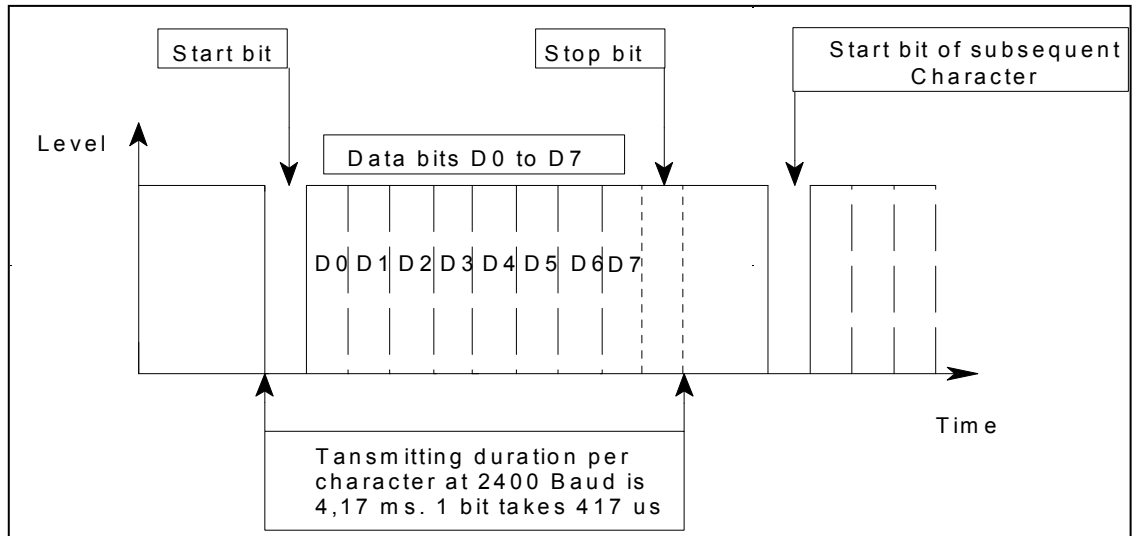 Start bit
Stop bit
Start bit of subsequent
Character
Level
Data bits D0 to D7
D0 D1 D2 D3 D4 D5 D6 D7
Time
Tansmitting duration per
character at 2400 Baud is
4,17 ms. 1 bit takes 417 us